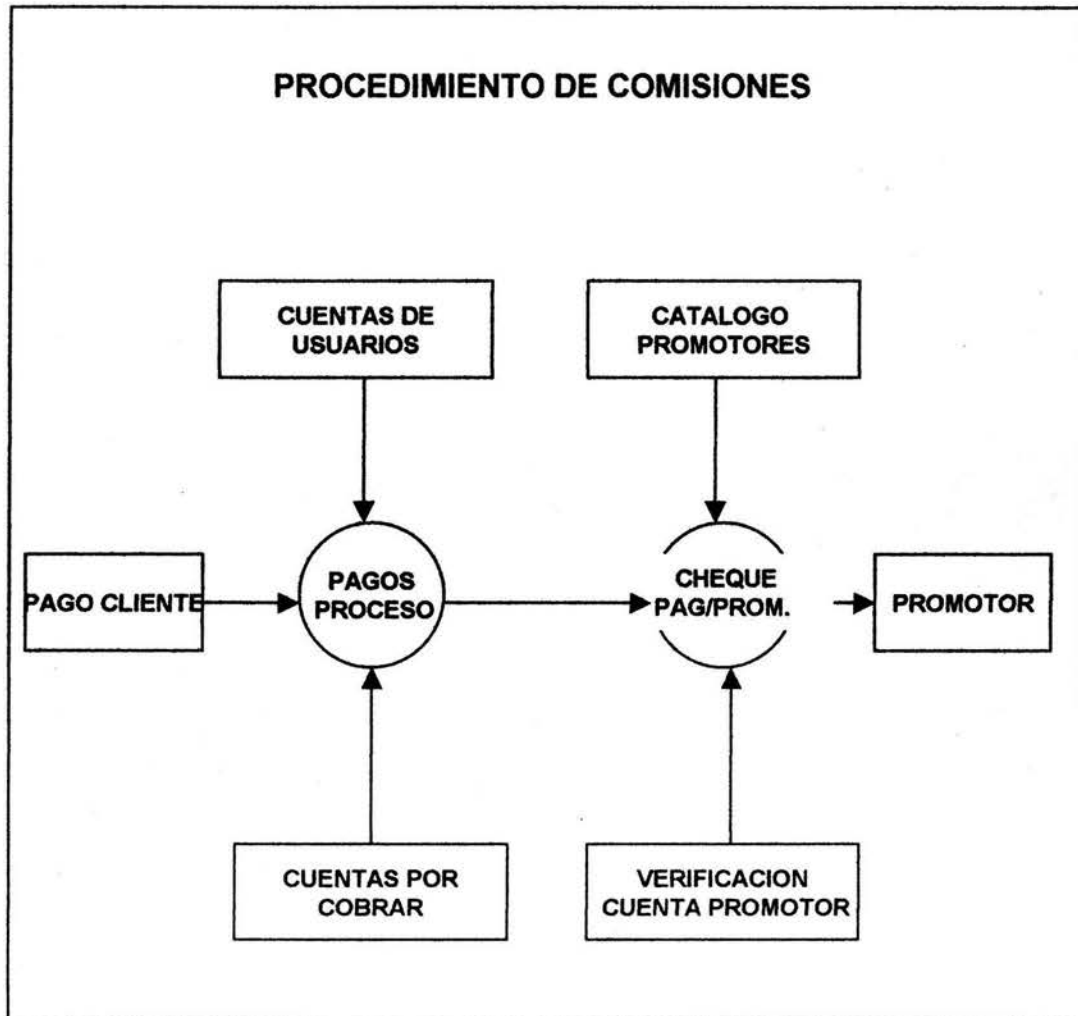 PROCEDIMIENTO DE COMISIONES
CUENTAS DE
USUARIOS
CATALOGO
PROMOTORES
PAGO CLIENTE
PAGOS
PROCESO
CHEQUE
PAG/PROM.
PROMOTOR
CUENTAS POR
COBRAR
VERIFICACION
CUENTA PROMOTOR